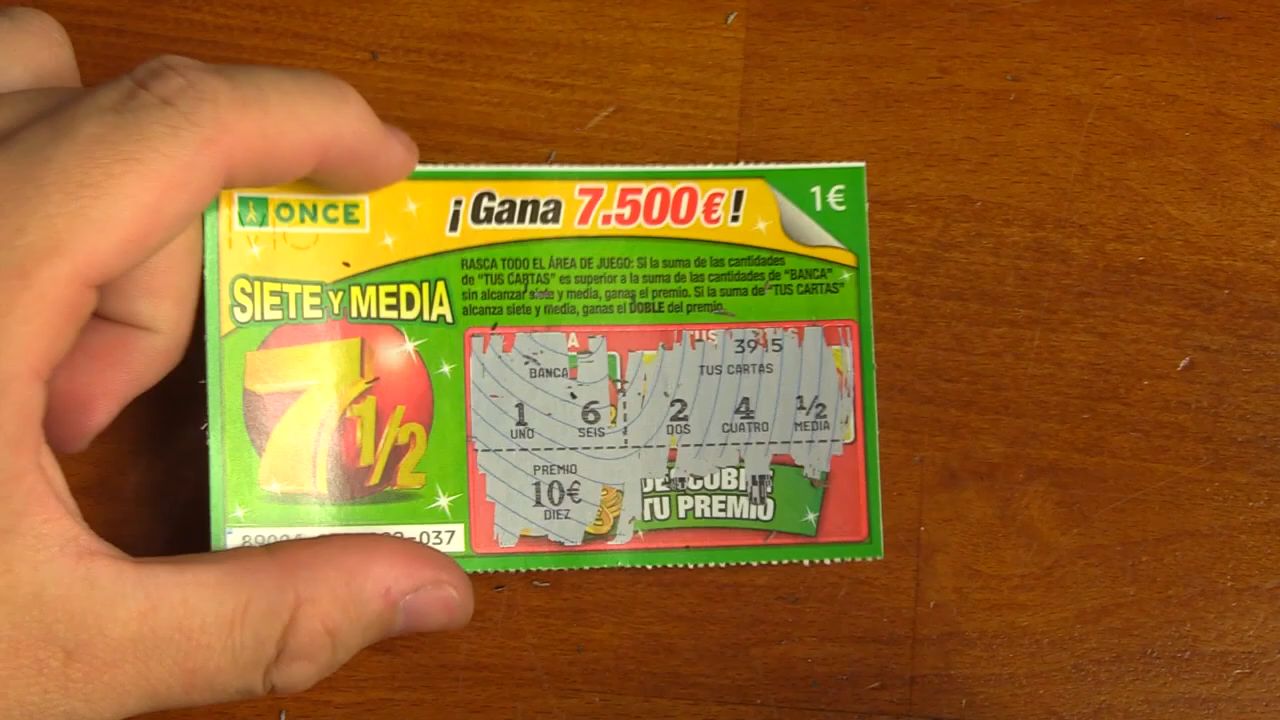 ONCE
¡Gana 7.500€!
1€
RASCA TODO EL ÁREA DE JUEGO: Si la suma de las cantidades
de "TUS CARTAS" es superior a la suma de las cantidades de "BANCA"
sin alcanzar siete y media, ganas el premio. Si la suma de "TUS CARTAS"
alcanza siete y media, ganas el DOBLE del premio.
SIETE Y MEDIA
7 1/2
3915
BANCA
TUS CARTAS
1 6 2 4 1/2
UNO SEIS DOS CUATRO MEDIA
PREMIO
10€
DIEZ
TU PREMIO
-037